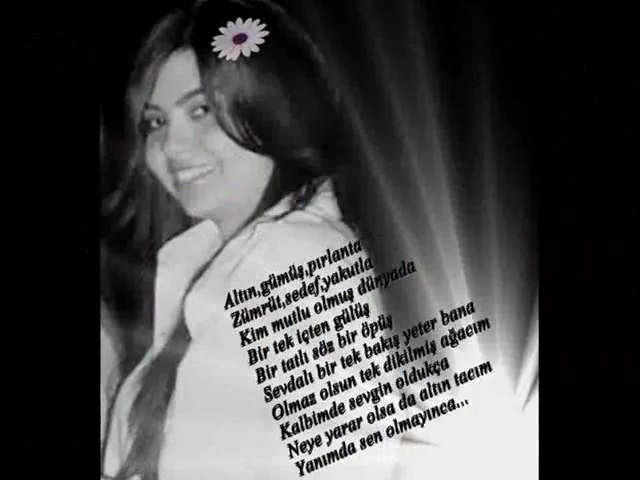 Altın,gümüş,pırlanta
Zümrüt,sedef,yakutla
Kim mutlu olmuş dünyada
Bir tek içten gülüş
Bir tatlı söz bir öpüş
Sevdalı bir tek bakış yeter bana
Olmaz olsun tek dikilmiş ağacım
Kalbimde sevgin oldukça
Neye yarar olsa da altın tacım
Yanımda sen olmayınca...